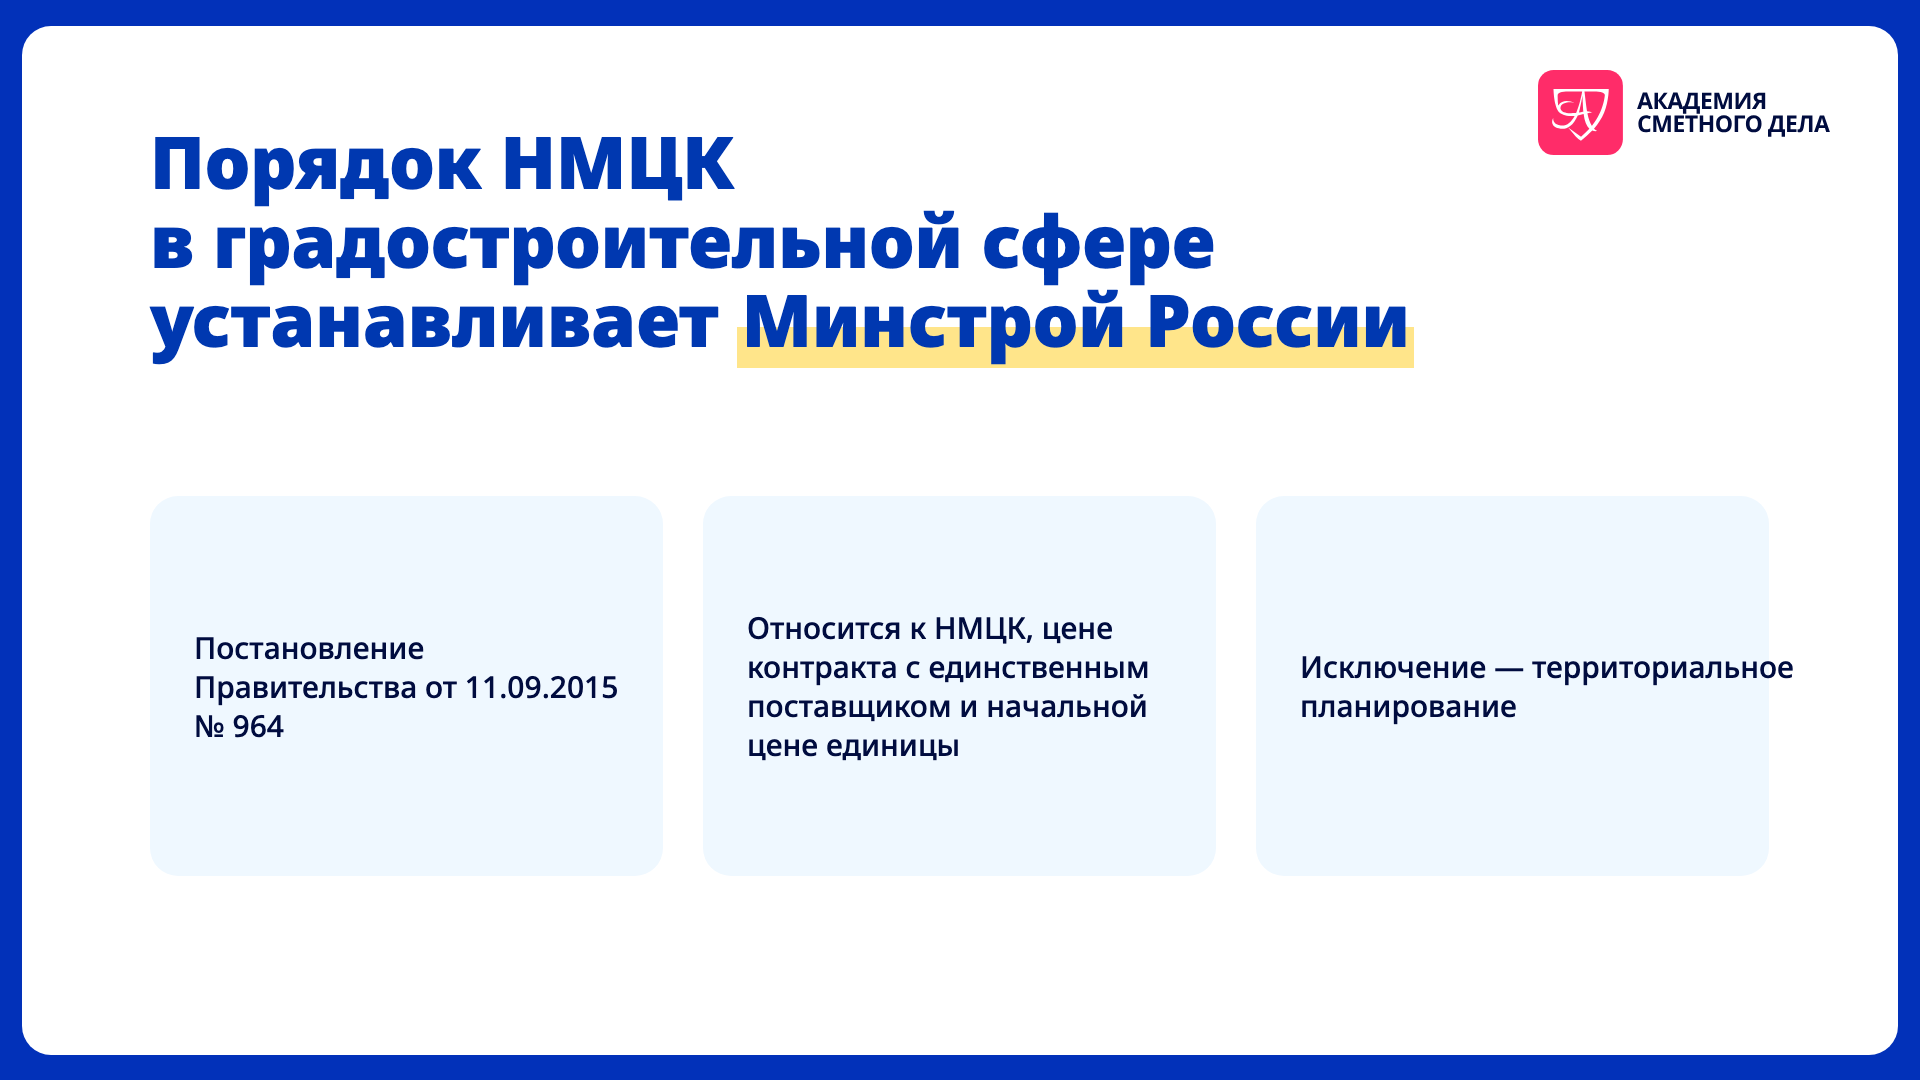 АКАДЕМИЯ
СМЕТНОГО ДЕЛА
Порядок НМЦК
в градостроительной сфере
устанавливает Минстрой России
Постановление
Правительства от 11.09.2015
№ 964
Относится к НМЦК, цене
контракта с единственным
поставщиком и начальной
цене единицы
Исключение — территориальное
планирование